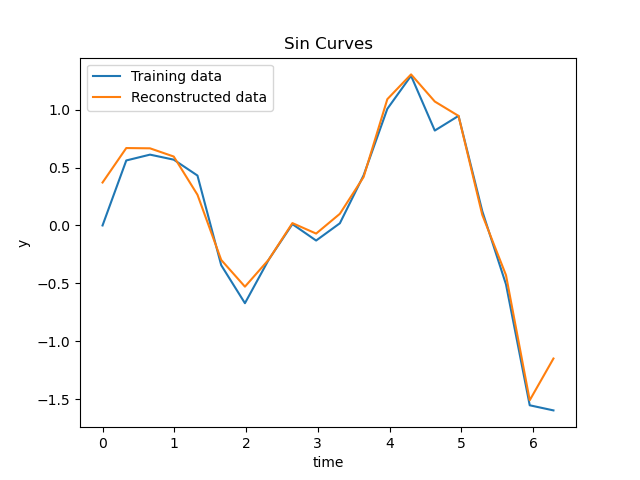 Sin Curves
Training data
Reconstructed data
1.0
0.5
0.0
−0.5
−1.0
−1.5
y
0 1 2 3 4 5 6
time